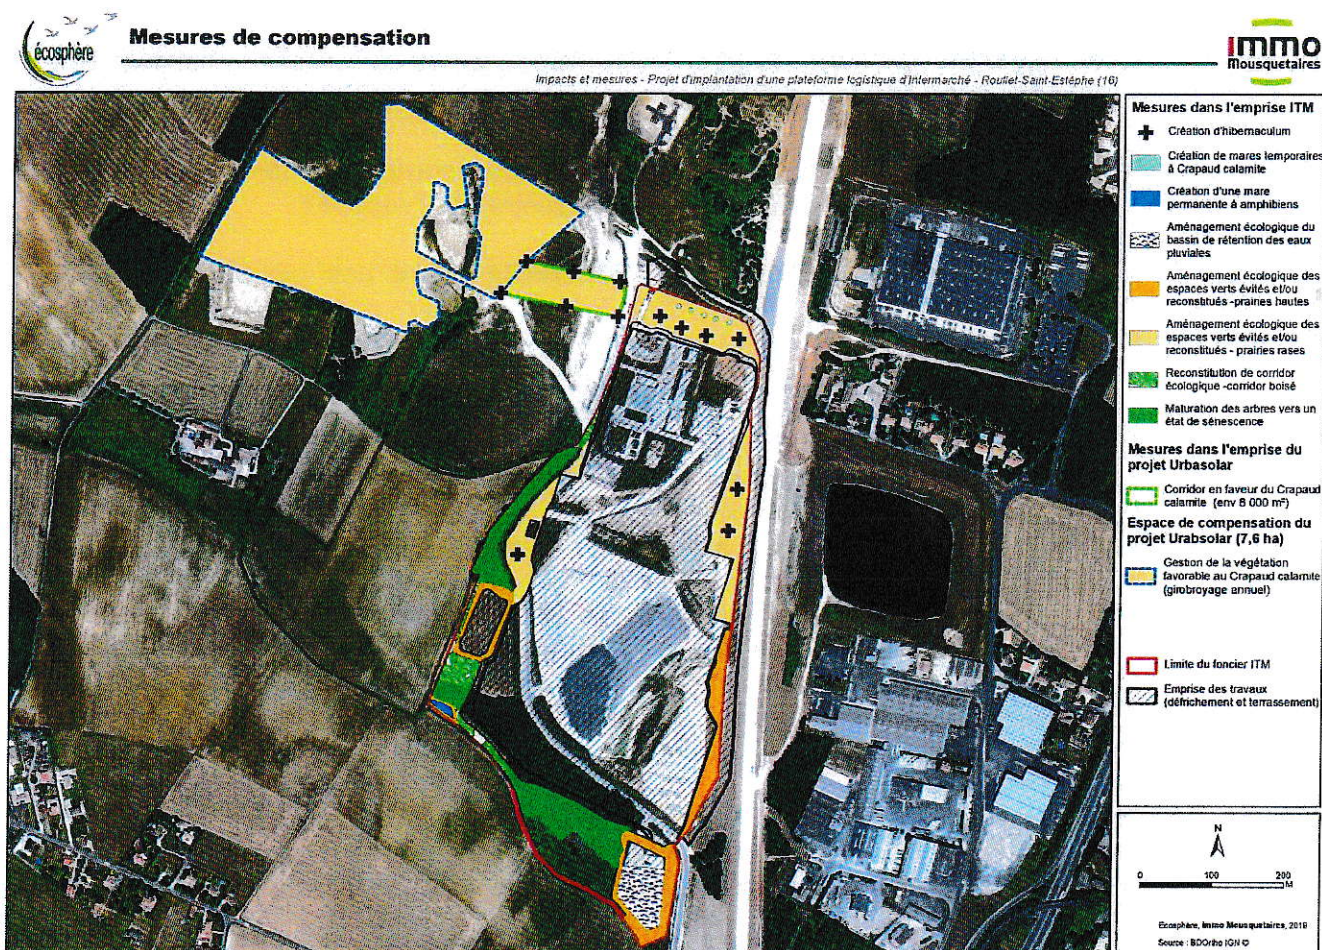 écosphère
Mesures de compensation
immo
Mousquetaires
Impacts et mesures - Projet d'implantation d'une plateforme logistique d'Intermarché - Roullet-Saint-Estèphe (16)
Mesures dans l'emprise ITM
Création d'hibernaculum
Création de mares temporaires
à Crapaud calamite
Création d'une mare
permanente à amphibiens
Aménagement écologique du
bassin de rétention des eaux
pluviales
Aménagement écologique des
espaces verts évités et/ou
reconstitués -prairies hautes
Aménagement écologique des
espaces verts évités et/ou
reconstitués - prairies rases
Reconstitution de corridor
écologique -corridor boisé
Maturation des arbres vers un
état de sénescence
Mesures dans l'emprise du
projet Urbasolar
Corridor en faveur du Crapaud
calamite (env 8 000 m²)
Espace de compensation du
projet Urabsolar (7,6 ha)
Gestion de la végétation
favorable au Crapaud calamite
(girobroyage annuel)
Limite du foncier ITM
Emprise des travaux
(défrichement et terrassement)
N
0 100 200
M
Ecosphère, Immo Mousquetaires, 2018
Source : BDOrtho IGN ©